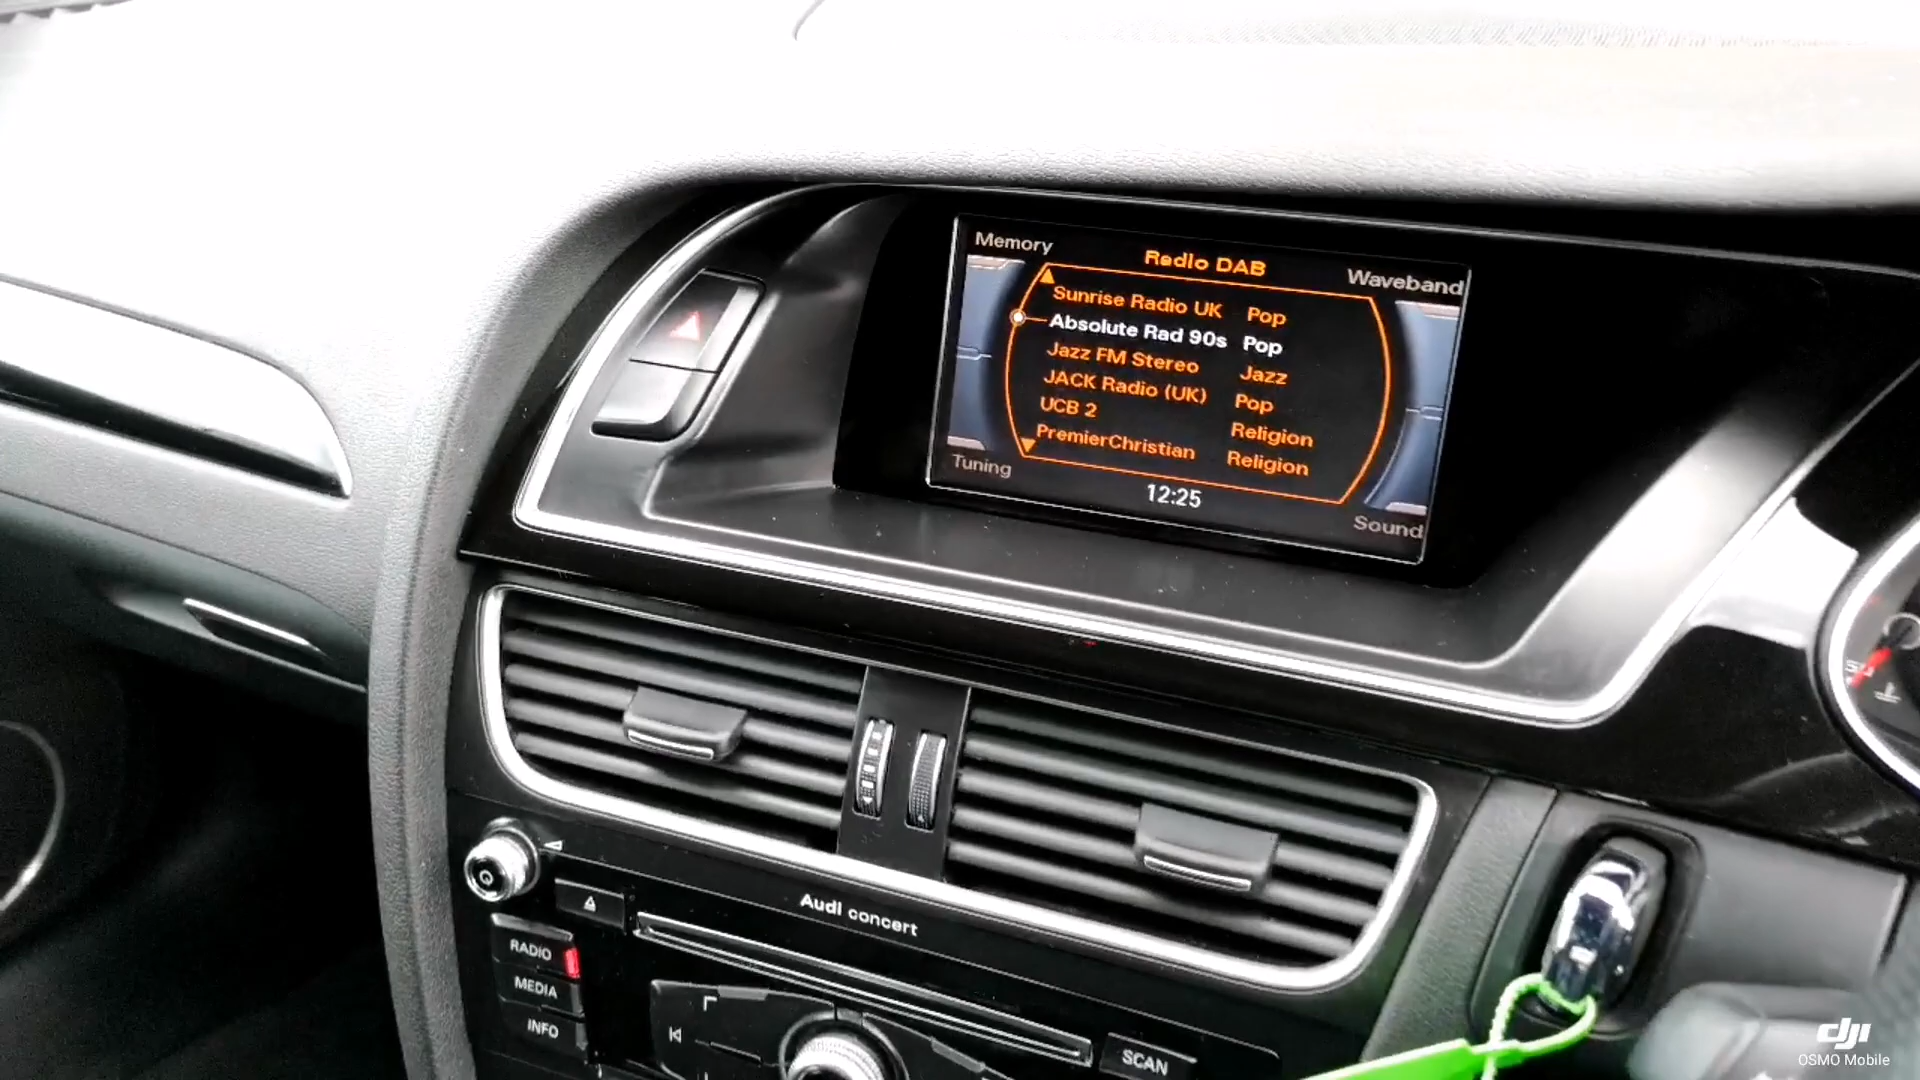 Memory
Radio DAB
Waveband
Sunrise Radio UK Pop
Absolute Rad 90s Pop
Jazz FM Stereo Jazz
JACK Radio (UK) Pop
UCB 2 Religion
PremierChristian Religion
Tuning
12:25
Sound
Audi concert
RADIO
MEDIA
INFO
SCAN
dji
OSMO Mobile